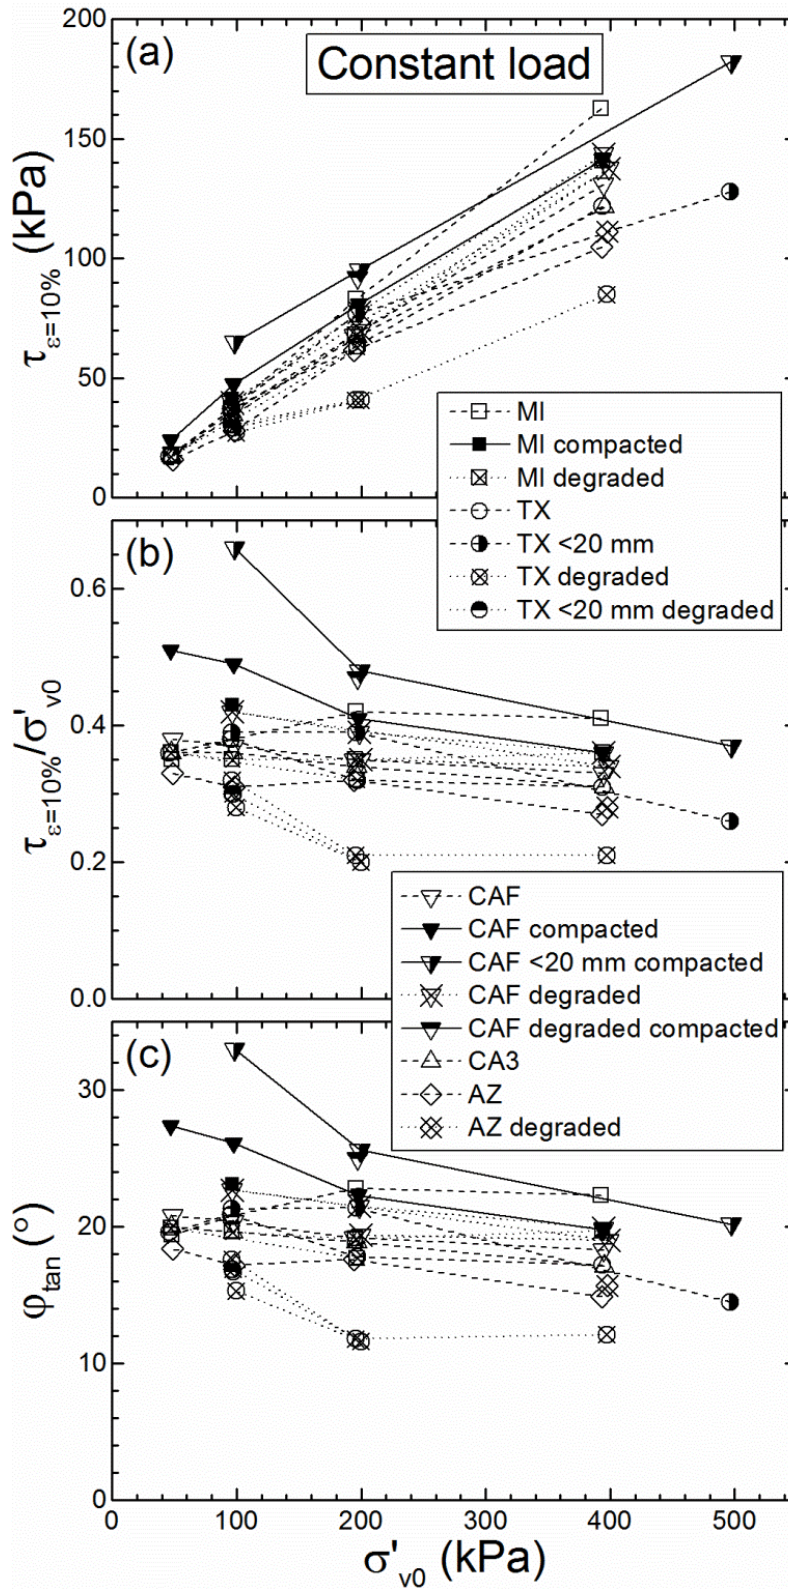 (a)
Constant load
200
150
100
50
0
τε=10% (kPa)
MI
MI compacted
MI degraded
TX
TX <20 mm
TX degraded
TX <20 mm degraded
(b)
0.6
0.4
0.2
0.0
τε=10%/σ'v0
CAF
CAF compacted
CAF <20 mm compacted
CAF degraded
CAF degraded compacted
CA3
AZ
AZ degraded
(c)
30
20
10
0
φtan (°)
0 100 200 300 400 500
σ'v0 (kPa)